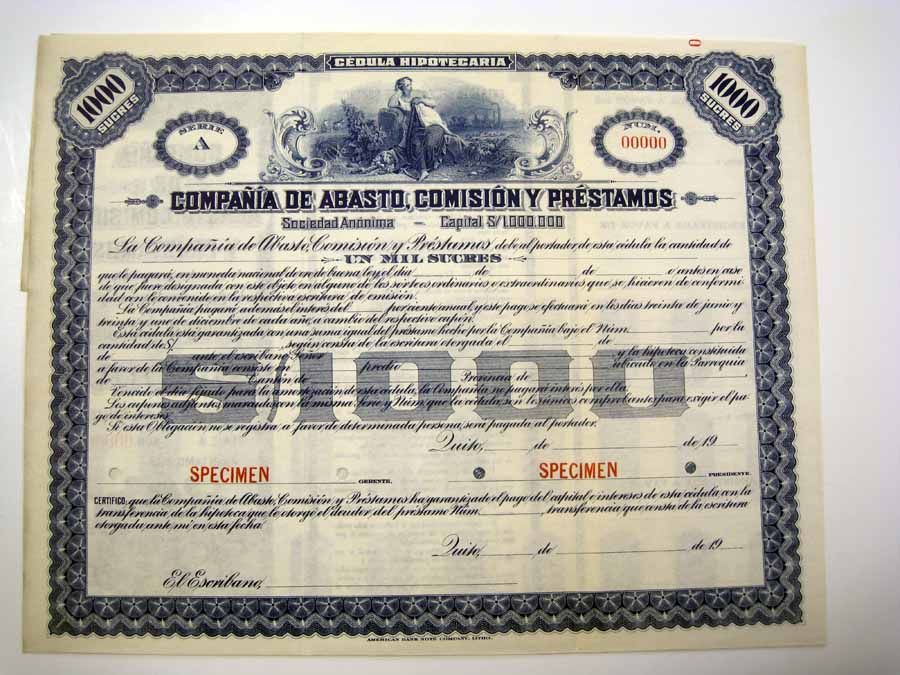 CÉDULA HIPOTECARIA
1000 SUCRES
1000 SUCRES
SERIE A
NUM. 00000
COMPAÑÍA DE ABASTO, COMISIÓN Y PRÉSTAMOS
Sociedad Anónima — Capital S/1.000.000
La Compañía de Abasto, Comisión y Préstamos debe al portador de esta cédula la cantidad de
UN MIL SUCRES
que le pagará, en moneda nacional de oro de buena ley el día de de o antes en caso
de que fuere designada con este objeto en alguno de los sorteos ordinarios o extraordinarios que se hicieren de conformi-
dad con lo convenido en la respectiva escritura de emisión.
La Compañía pagará además el interes del por ciento anual y este pago se efectuará en los días treinta de junio y
treinta y uno de diciembre de cada año, a cambio del respectivo cupón.
Está cédula está garantizada con una suma igual del préstamo hecho por la Compañía bajo el Núm. por la
cantidad de S/ , según consta de la escritura otorgada el de
de ante el escribano Señor y la hipoteca constituida
a favor de la Compañía consiste en predio ubicado en la Parroquia
de Cantón de Provincia de
Vencido el día fijado para la amortización de esta cédula, la Compañía no pagará interés por ella.
Los cupones adjuntos, marcados con la misma Serie y Núm, que la cédula, son los únicos comprobantes para exigir el pa-
go de intereses.
Si esta Obligación no se registra a favor de determinada persona, será pagada al portador.
S/1000
Quito, de de 19
SPECIMEN GERENTE. SPECIMEN PRESIDENTE.
CERTIFICO, que la Compañía de Abasto, Comisión y Préstamos ha garantizado el pago del capital e intereses de esta cédula con la
transferencia de la hipoteca que le otorgó el deudor del préstamo Núm. , transferencia que consta de la escritura
otorgada ante mí en esta fecha.
Quito, de de 19
El Escribano,
AMERICAN BANK NOTE COMPANY, LITHO.